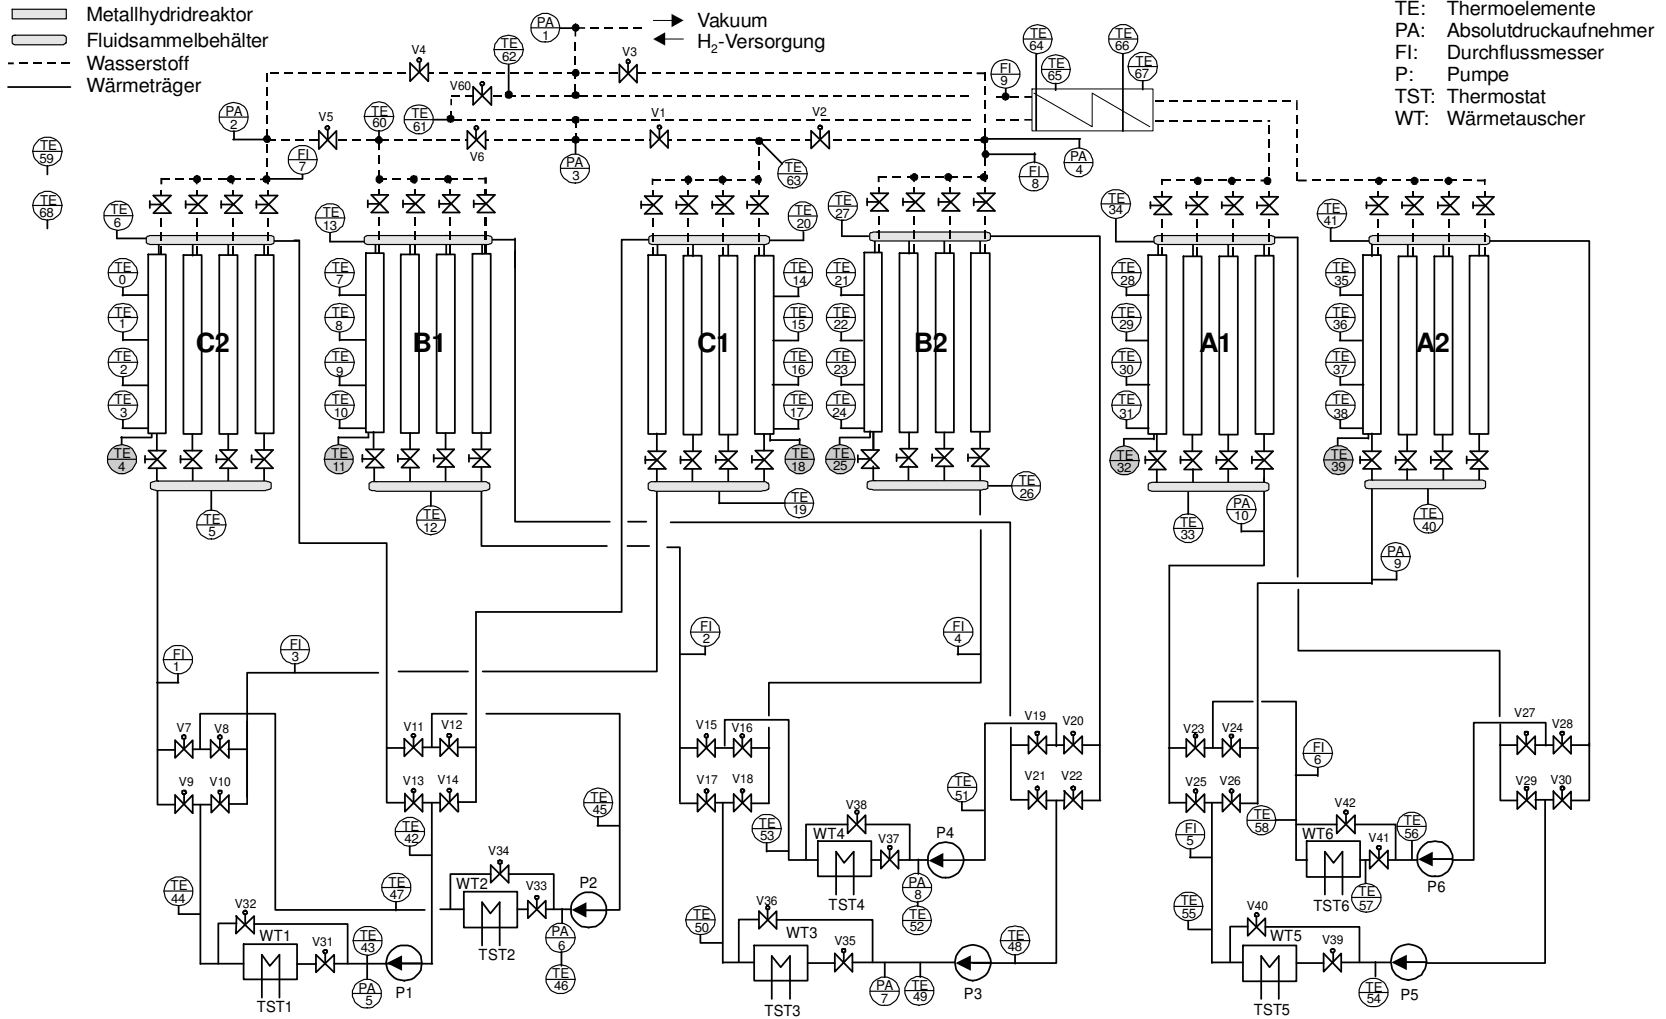 Metallhydridreaktor
Fluidsammelbehälter
Wasserstoff
Wärmeträger
Vakuum
H2-Versorgung
TE: Thermoelemente
PA: Absolutdruckaufnehmer
FI: Durchflussmesser
P: Pumpe
TST: Thermostat
WT: Wärmetauscher
PA 1
V4
TE 62
V3
TE 64
TE 66
TE 65
TE 67
FI 9
V60
PA 2
V5
TE 60
TE 61
V6
V1
V2
PA 3
TE 63
FI 8
PA 4
TE 59
FI 7
TE 68
TE 6
TE 13
TE 20
TE 27
TE 34
TE 41
TE 0
TE 7
TE 14
TE 21
TE 28
TE 35
TE 1
TE 8
TE 15
TE 22
TE 29
TE 36
C2
B1
C1
B2
A1
A2
TE 2
TE 9
TE 16
TE 23
TE 30
TE 37
TE 3
TE 10
TE 17
TE 24
TE 31
TE 38
TE 4
TE 11
TE 18
TE 25
TE 32
TE 39
TE 5
TE 12
TE 19
TE 26
TE 33
PA 10
TE 40
PA 9
FI 1
FI 3
FI 2
FI 4
V7
V8
V11
V12
V15
V16
V19
V20
V23
V24
V27
V28
FI 6
V9
V10
V13
V14
V17
V18
V21
V22
V25
V26
V29
V30
TE 51
TE 45
TE 42
TE 53
V38
WT4
V37
P4
FI 5
TE 58
V42
WT6
V41
TE 56
P6
TE 44
TE 47
V34
WT2
V33
P2
TST4
PA 8
TE 52
TST6
TE 57
V32
WT1
V31
TE 43
PA 5
P1
TST1
TST2
PA 6
TE 46
TE 50
V36
WT3
V35
TE 48
PA 7
TE 49
P3
TST3
TE 55
V40
WT5
V39
TE 54
P5
TST5